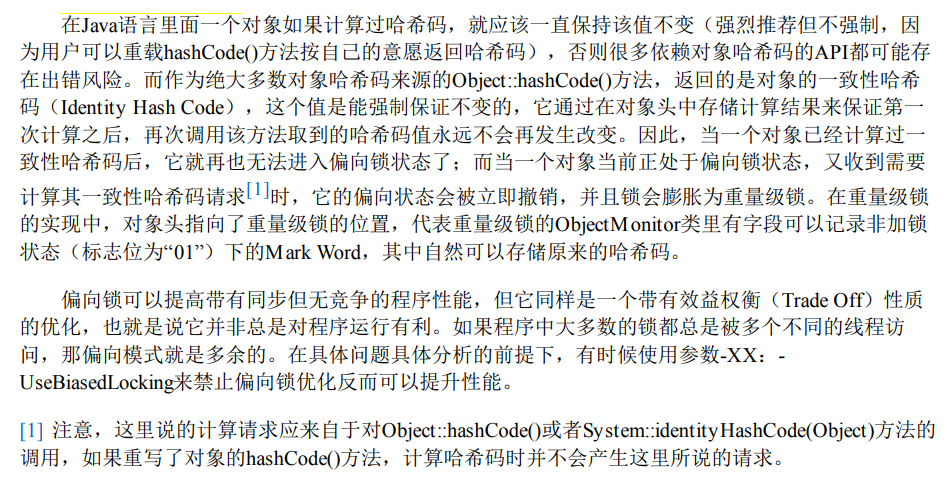 在Java语言里面一个对象如果计算过哈希码，就应该一直保持该值不变（强烈推荐但不强制，因
为用户可以重载hashCode()方法按自己的意愿返回哈希码），否则很多依赖对象哈希码的API都可能存
在出错风险。而作为绝大多数对象哈希码来源的Object::hashCode()方法，返回的是对象的一致性哈希
码（Identity Hash Code），这个值是能强制保证不变的，它通过在对象头中存储计算结果来保证第一
次计算之后，再次调用该方法取到的哈希码值永远不会再发生改变。因此，当一个对象已经计算过一
致性哈希码后，它就再也无法进入偏向锁状态了；而当一个对象当前正处于偏向锁状态，又收到需要
计算其一致性哈希码请求[1]时，它的偏向状态会被立即撤销，并且锁会膨胀为重量级锁。在重量级锁
的实现中，对象头指向了重量级锁的位置，代表重量级锁的ObjectMonitor类里有字段可以记录非加锁
状态（标志位为“01”）下的Mark Word，其中自然可以存储原来的哈希码。
偏向锁可以提高带有同步但无竞争的程序性能，但它同样是一个带有效益权衡（Trade Off）性质
的优化，也就是说它并非总是对程序运行有利。如果程序中大多数的锁都总是被多个不同的线程访
问，那偏向模式就是多余的。在具体问题具体分析的前提下，有时候使用参数-XX：-
UseBiasedLocking来禁止偏向锁优化反而可以提升性能。
[1] 注意，这里说的计算请求应来自于对Object::hashCode()或者System::identityHashCode(Object)方法的
调用，如果重写了对象的hashCode()方法，计算哈希码时并不会产生这里所说的请求。